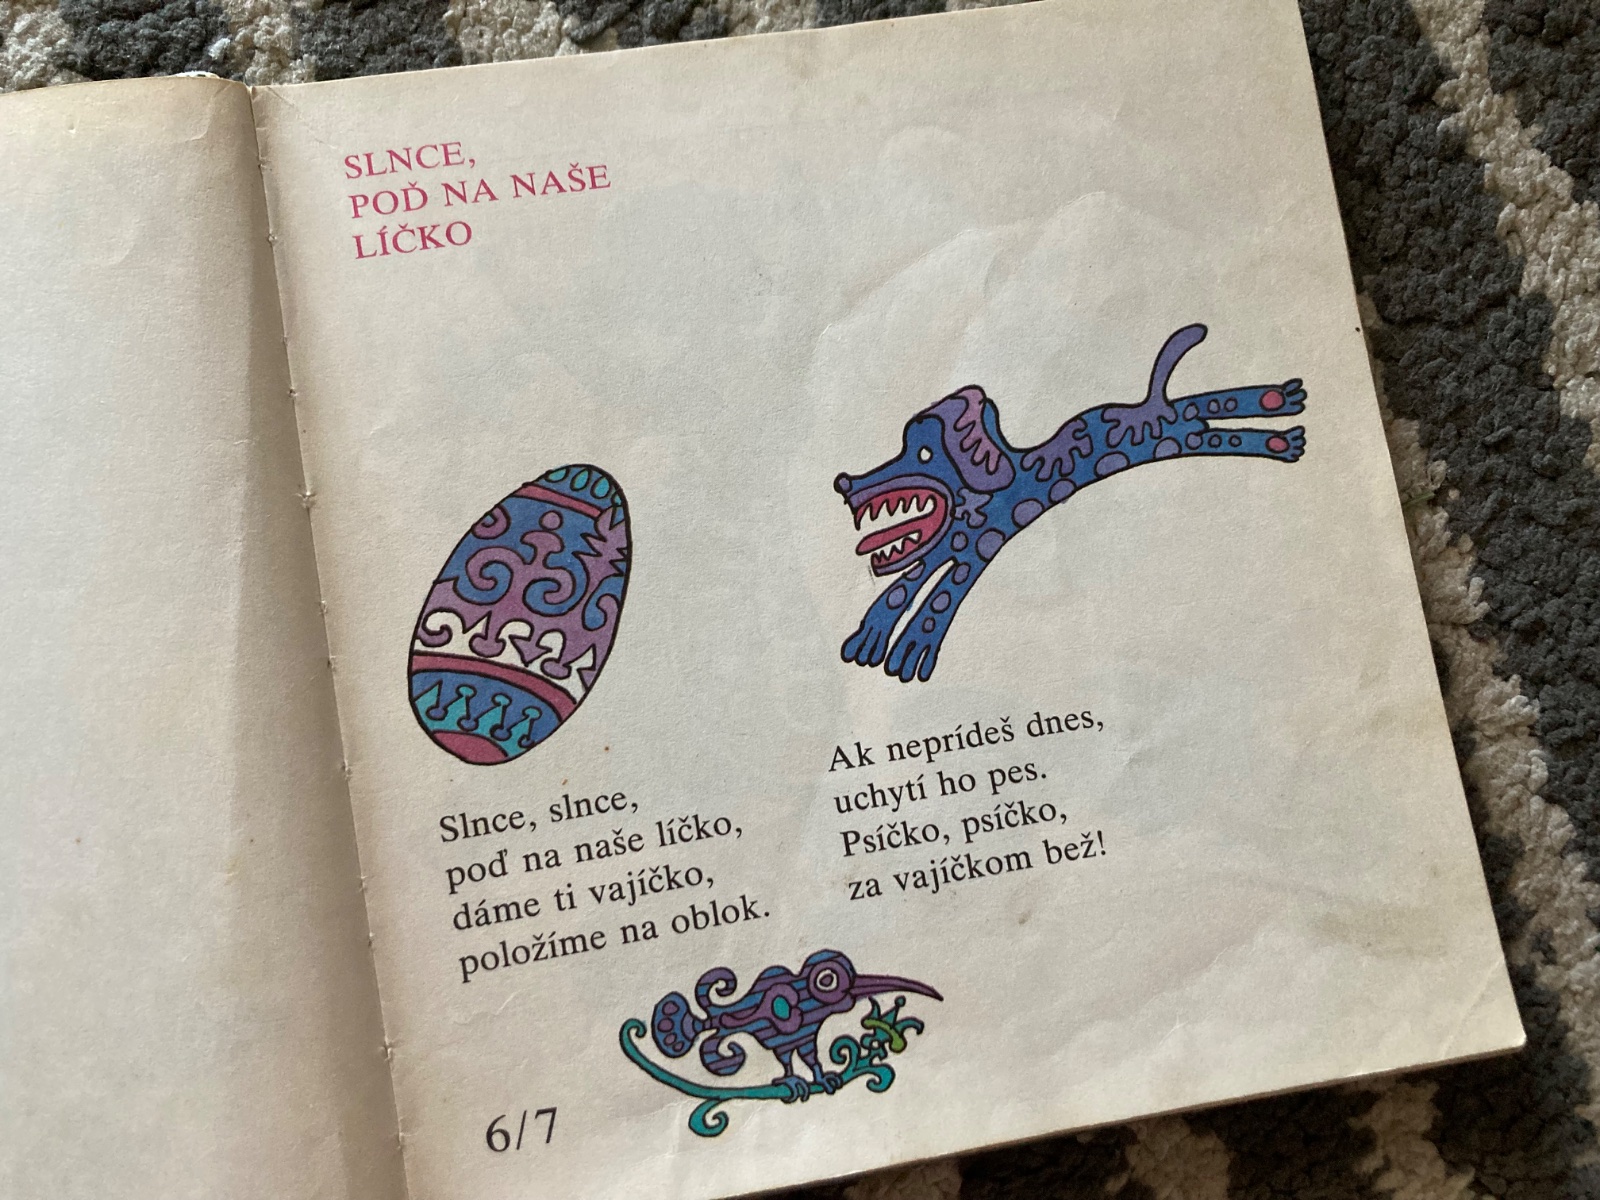 SLNCE,
POĎ NA NAŠE
LÍČKO
Slnce, slnce,
poď na naše líčko,
dáme ti vajíčko,
položíme na oblok.
Ak neprídeš dnes,
uchytí ho pes.
Psíčko, psíčko,
za vajíčkom bež!
6/7